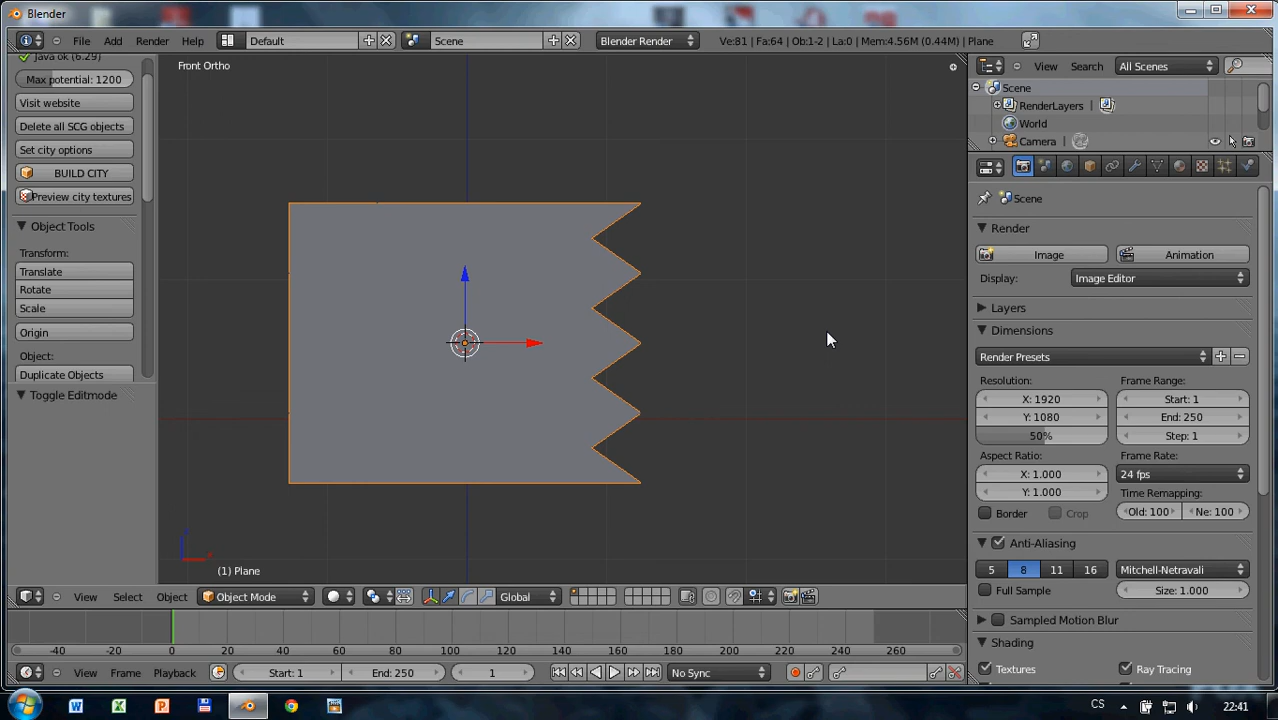 Blender
File Add Render Help Default Scene Blender Render Ve:81 | Fa:64 | Ob:1-2 | La:0 | Mem:4.56M (0.44M) | Plane
Java ok (6.29)
Max potential: 1200
Visit website
Delete all SCG objects
Set city options
BUILD CITY
Preview city textures
Object Tools
Transform:
Translate
Rotate
Scale
Origin
Object:
Duplicate Objects
Toggle Editmode
Front Ortho
(1) Plane
View Select Object Object Mode Global
-40 -20 0 20 40 60 80 100 120 140 160 180 200 220 240 260
View Frame Playback Start: 1 End: 250 1 No Sync
View Search All Scenes
Scene
RenderLayers
World
Camera
Scene
Render
Image Animation
Display: Image Editor
Layers
Dimensions
Render Presets
Resolution: Frame Range:
X: 1920 Start: 1
Y: 1080 End: 250
50% Step: 1
Aspect Ratio: Frame Rate:
X: 1.000 24 fps
Y: 1.000 Time Remapping:
Border Crop Old: 100 Ne: 100
Anti-Aliasing
5 8 11 16 Mitchell-Netravali
Full Sample Size: 1.000
Sampled Motion Blur
Shading
Textures Ray Tracing
CS 22:41